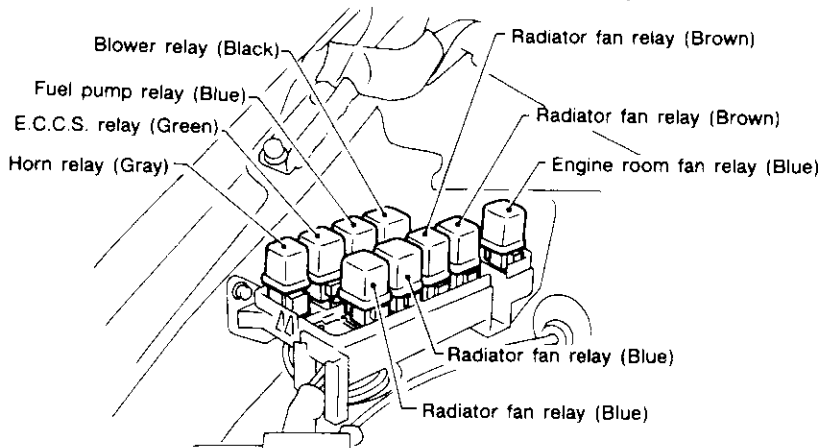 Blower relay (Black)
Radiator fan relay (Brown)
Fuel pump relay (Blue)
E.C.C.S. relay (Green)
Radiator fan relay (Brown)
Horn relay (Gray)
Engine room fan relay (Blue)
Radiator fan relay (Blue)
Radiator fan relay (Blue)